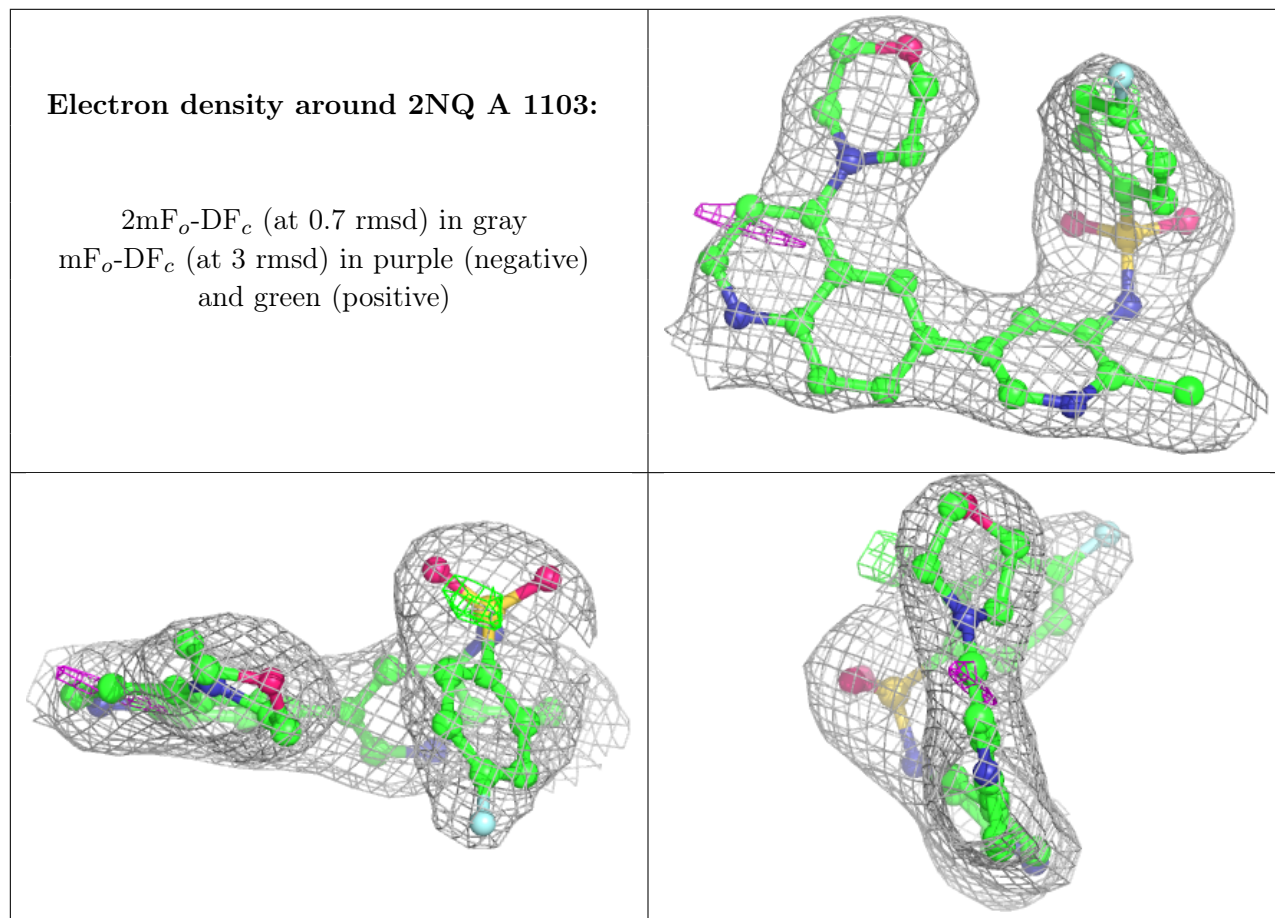 Electron density around 2NQ A 1103:
2mFo-DFc (at 0.7 rmsd) in gray
mFo-DFc (at 3 rmsd) in purple (negative)
and green (positive)